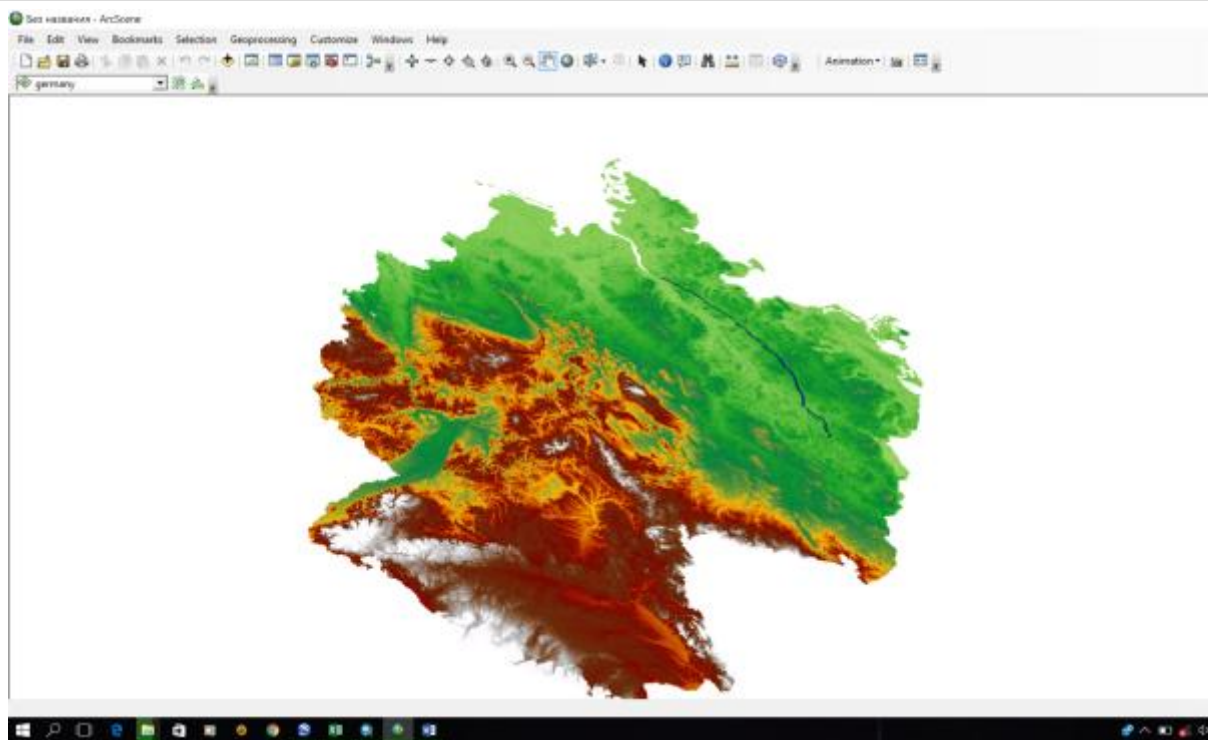 Без названия - ArcScene
File Edit View Bookmarks Selection Geoprocessing Customize Windows Help
Animation
germany